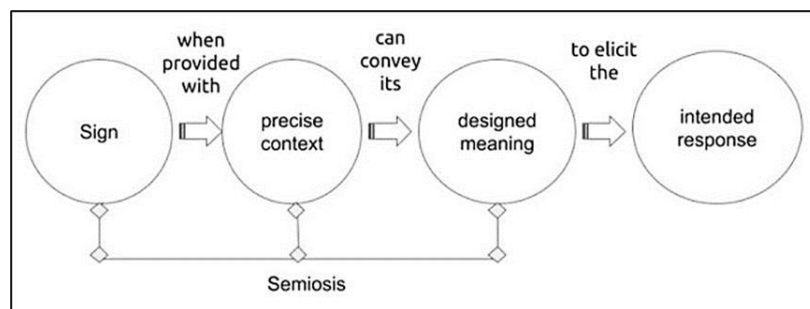 Sign
when
provided
with
precise
context
can
convey
its
designed
meaning
to elicit
the
intended
response
Semiosis